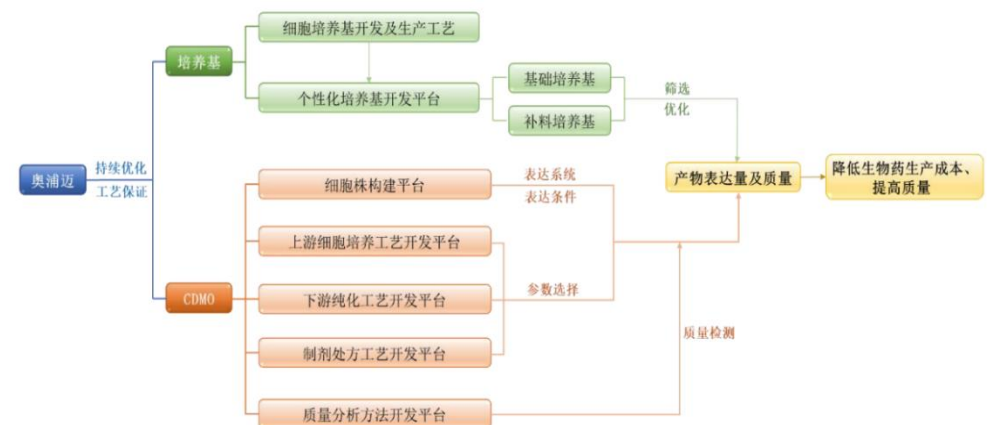 细胞培养基开发及生产工艺
培养基
个性化培养基开发平台
基础培养基
补料培养基
筛选
优化
奥浦迈
持续优化
工艺保证
产物表达量及质量
降低生物药生产成本、
提高质量
细胞株构建平台
表达系统
表达条件
上游细胞培养工艺开发平台
CDMO
下游纯化工艺开发平台
参数选择
制剂处方工艺开发平台
质量检测
质量分析方法开发平台